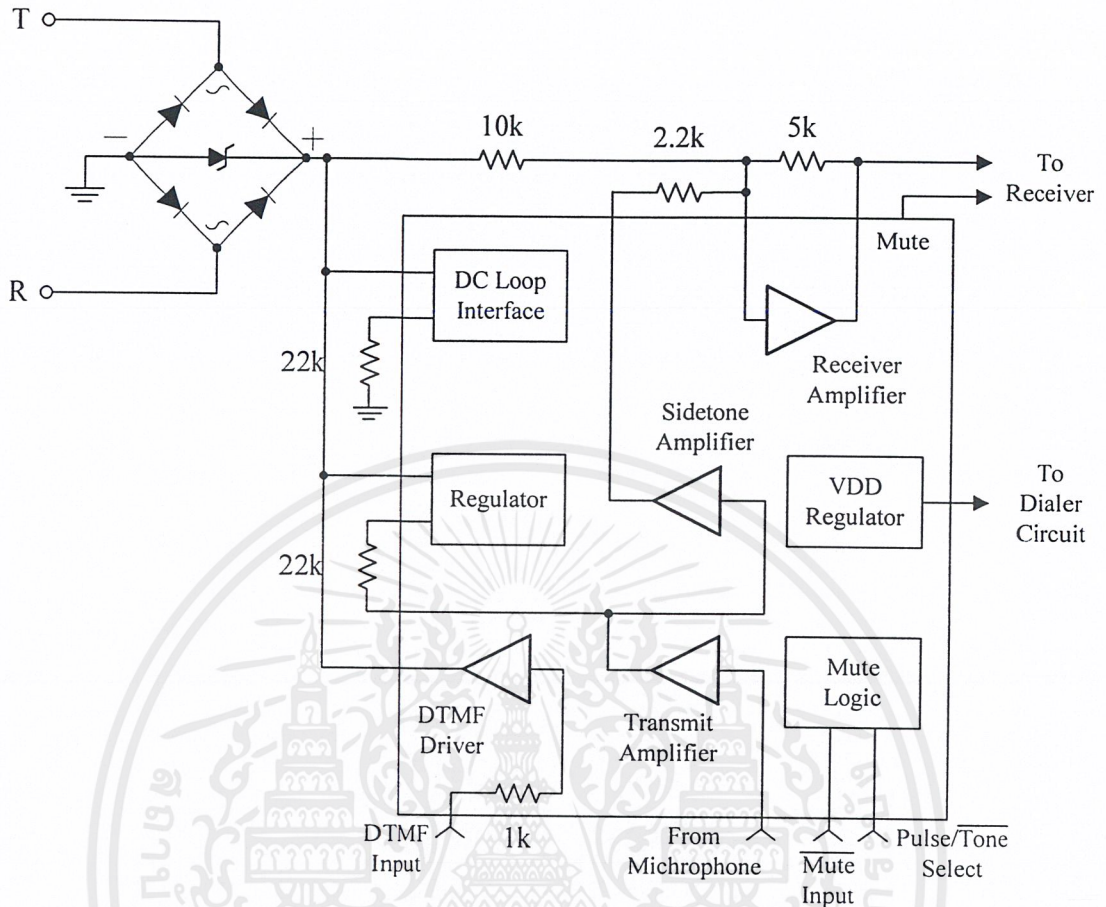 T
10k
2.2k
5k
To
Receiver
Mute
DC Loop
Interface
R
22k
Receiver
Amplifier
Sidetone
Amplifier
Regulator
VDD
Regulator
To
Dialer
Circuit
22k
DTMF
Driver
Transmit
Amplifier
Mute
Logic
DTMF
Input
1k
From
Michrophone
Mute
Input
Pulse/Tone
Select